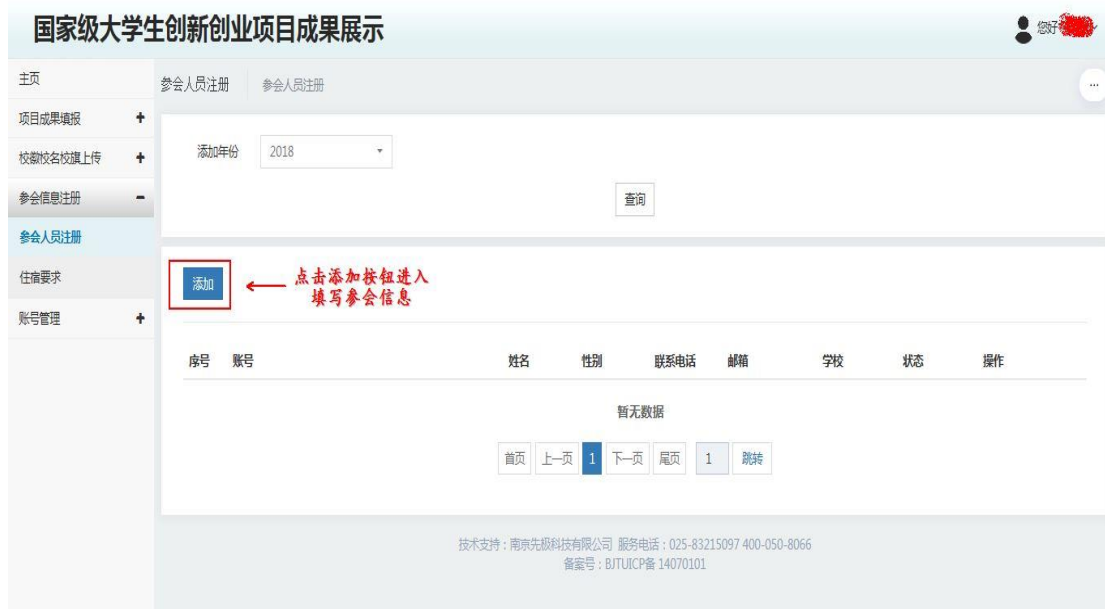 国家级大学生创新创业项目成果展示
您好
主页
参会人员注册 参会人员注册
...
项目成果填报 +
校徽校名校旗上传 +
添加年份 2018
参会信息注册 -
查询
参会人员注册
住宿要求
添加
点击添加按钮进入
填写参会信息
账号管理 +
序号 账号 姓名 性别 联系电话 邮箱 学校 状态 操作
暂无数据
首页 上一页 1 下一页 尾页 1 跳转
技术支持：南京先极科技有限公司 服务电话：025-83215097 400-050-8066
备案号：BJTUICP备 14070101